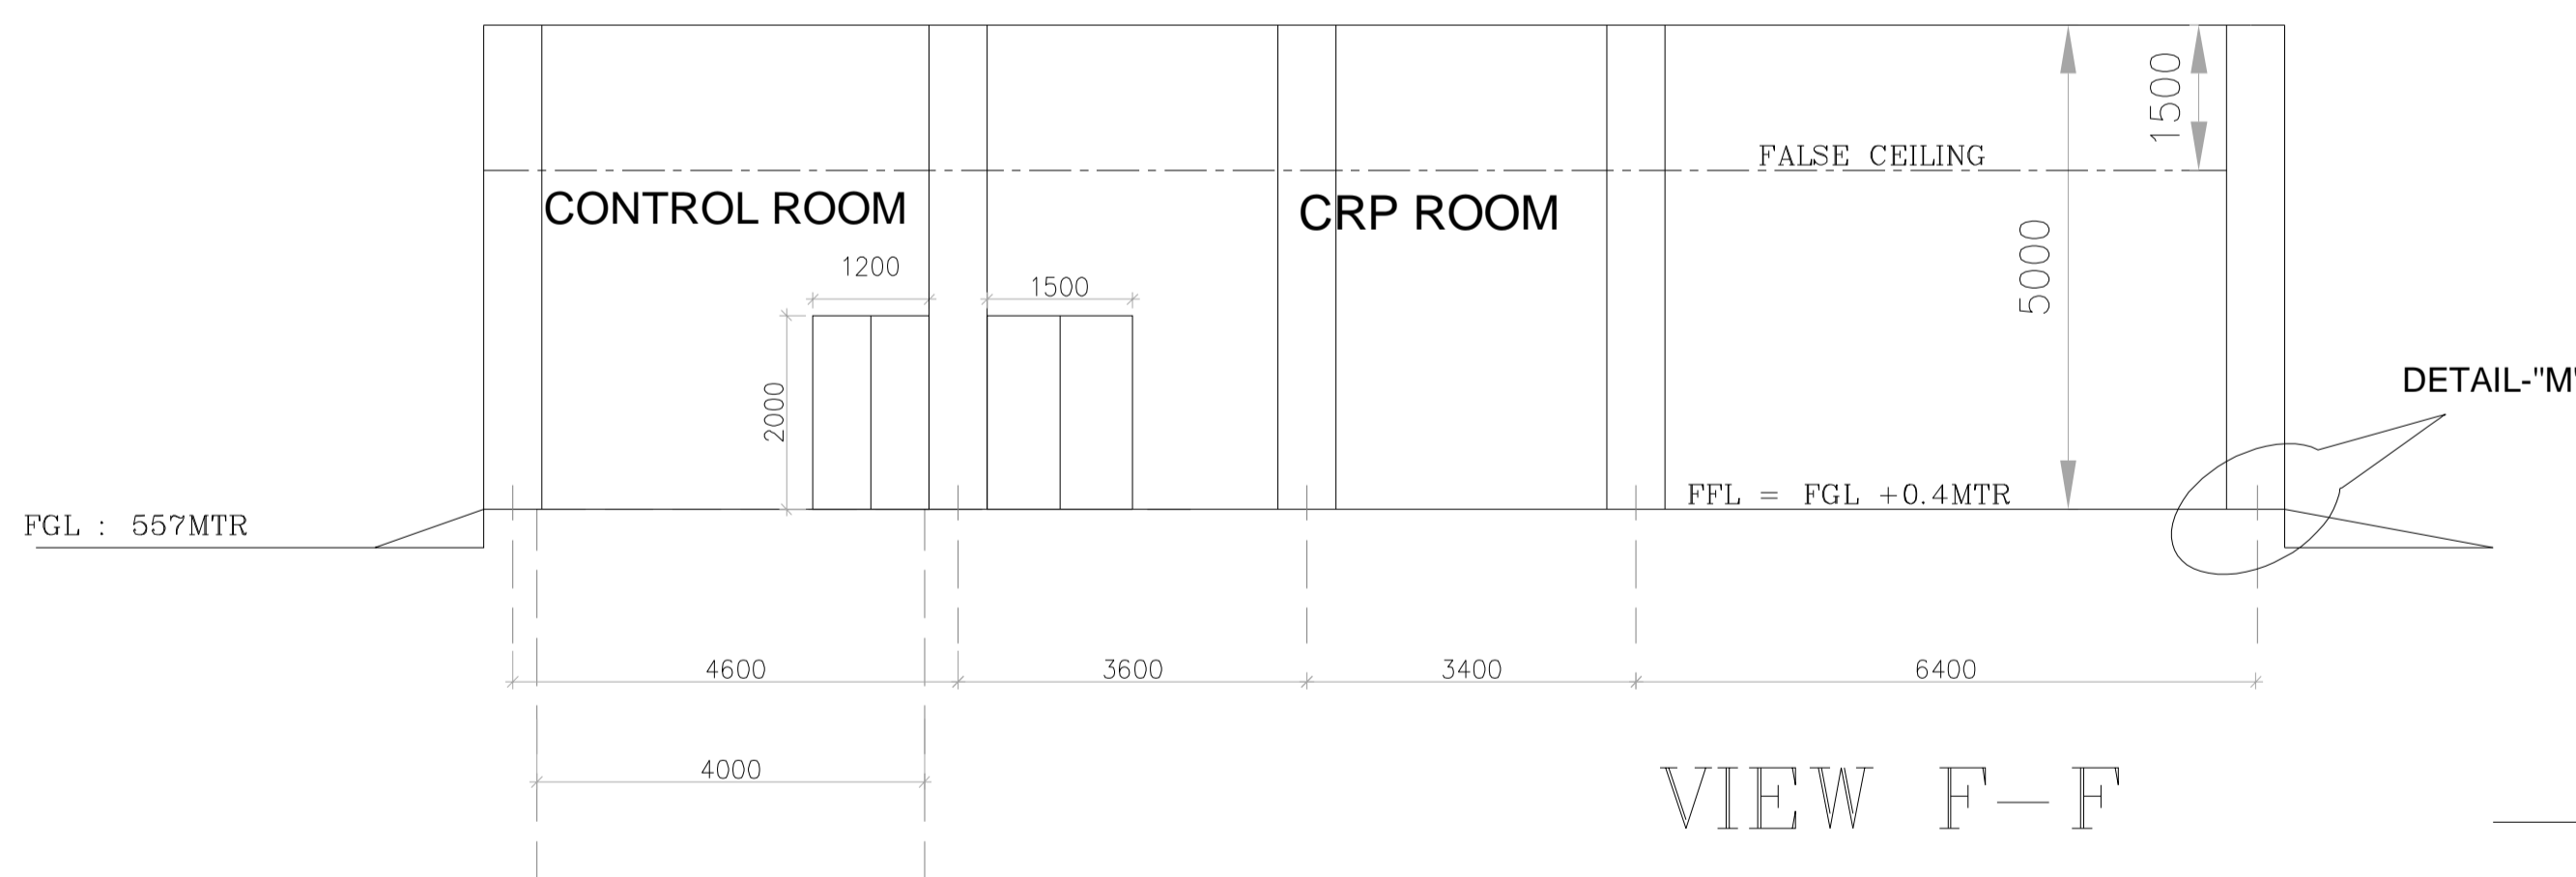 1500
FALSE CEILING
CONTROL ROOM
CRP ROOM
5000
1200
1500
DETAIL-"M"
2000
FFL = FGL +0.4MTR
FGL : 557MTR
4600
3600
3400
6400
4000
VIEW F-F